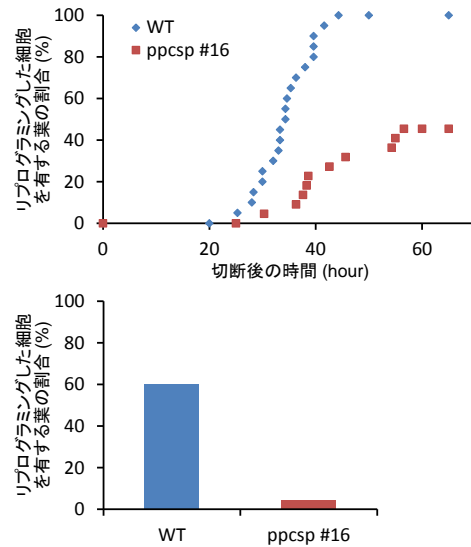 WT
ppcsp #16
リプログラミングした細胞
を有する葉の割合 (%)
100
80
60
40
20
0
0 20 40 60
切断後の時間 (hour)
リプログラミングした細胞
を有する葉の割合 (%)
100
80
60
40
20
0
WT ppcsp #16